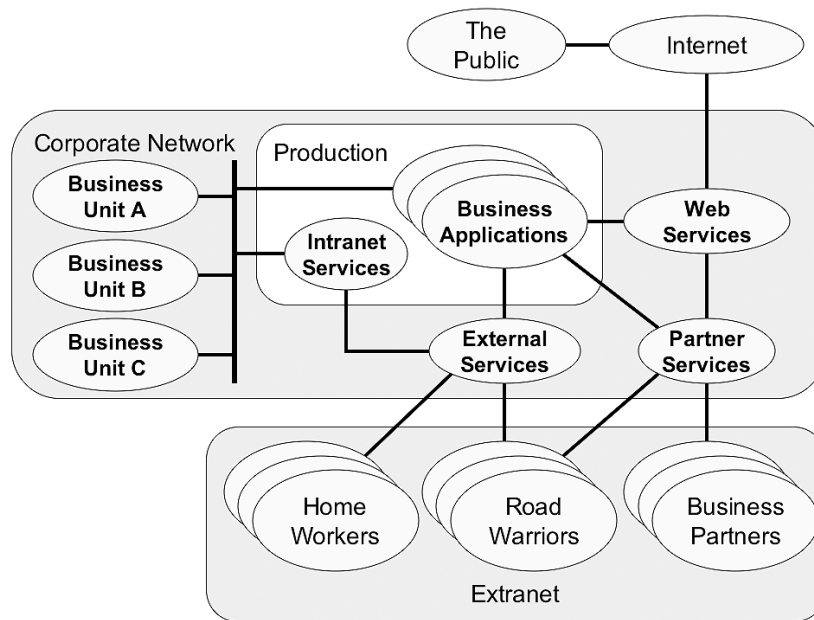 The
Public
Internet
Corporate Network
Production
Business
Unit A
Business
Applications
Web
Services
Intranet
Services
Business
Unit B
Business
Unit C
External
Services
Partner
Services
Home
Workers
Road
Warriors
Business
Partners
Extranet